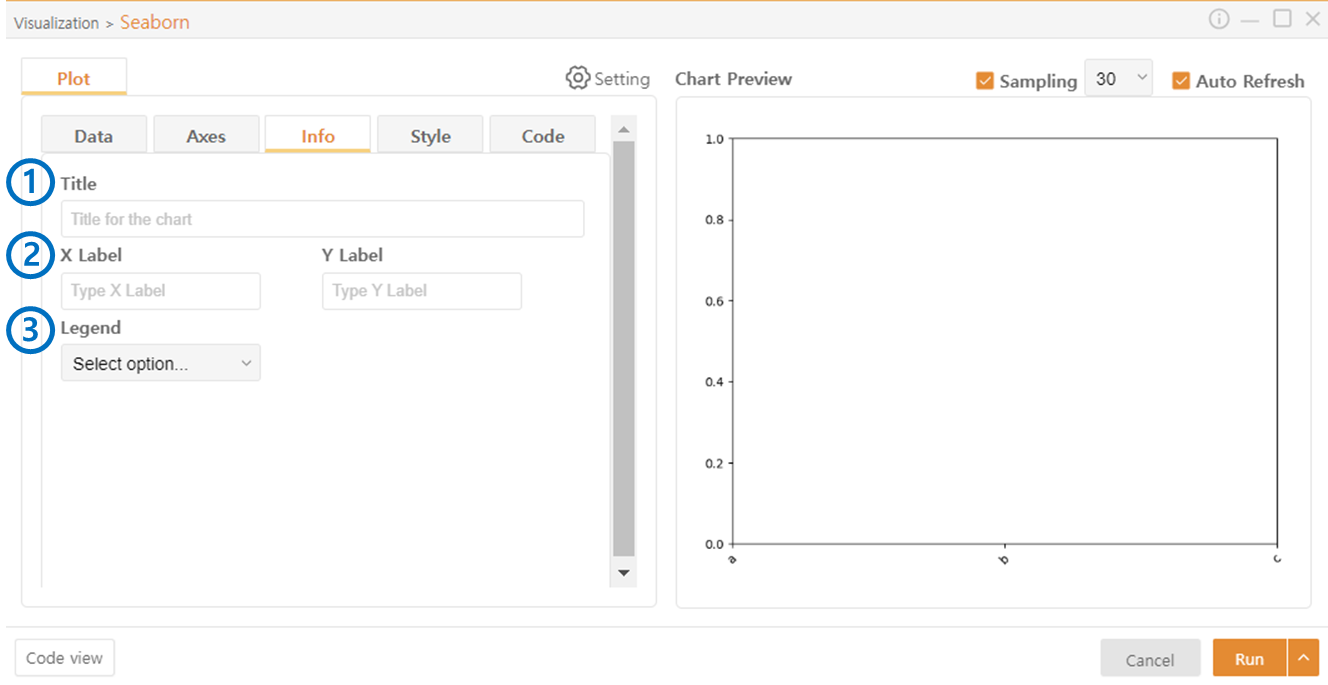 Visualization > Seaborn
Plot
Setting
Chart Preview
Sampling
30
Auto Refresh
Data
Axes
Info
Style
Code
1
Title
Title for the chart
2
X Label
Y Label
Type X Label
Type Y Label
3
Legend
Select option...
1.0
0.8
0.6
0.4
0.2
0.0
a
b
c
Code view
Cancel
Run